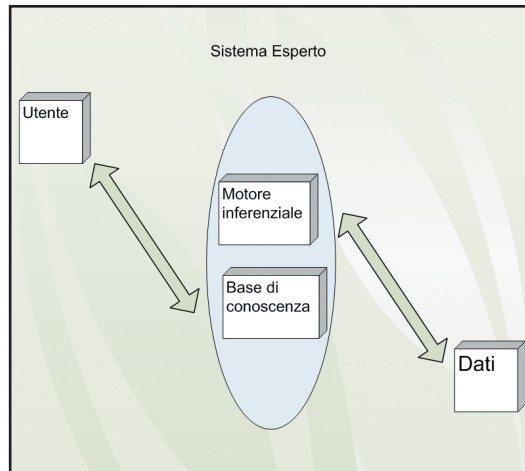 Sistema Esperto
Utente
Motore
inferenziale
Base di
conoscenza
Dati